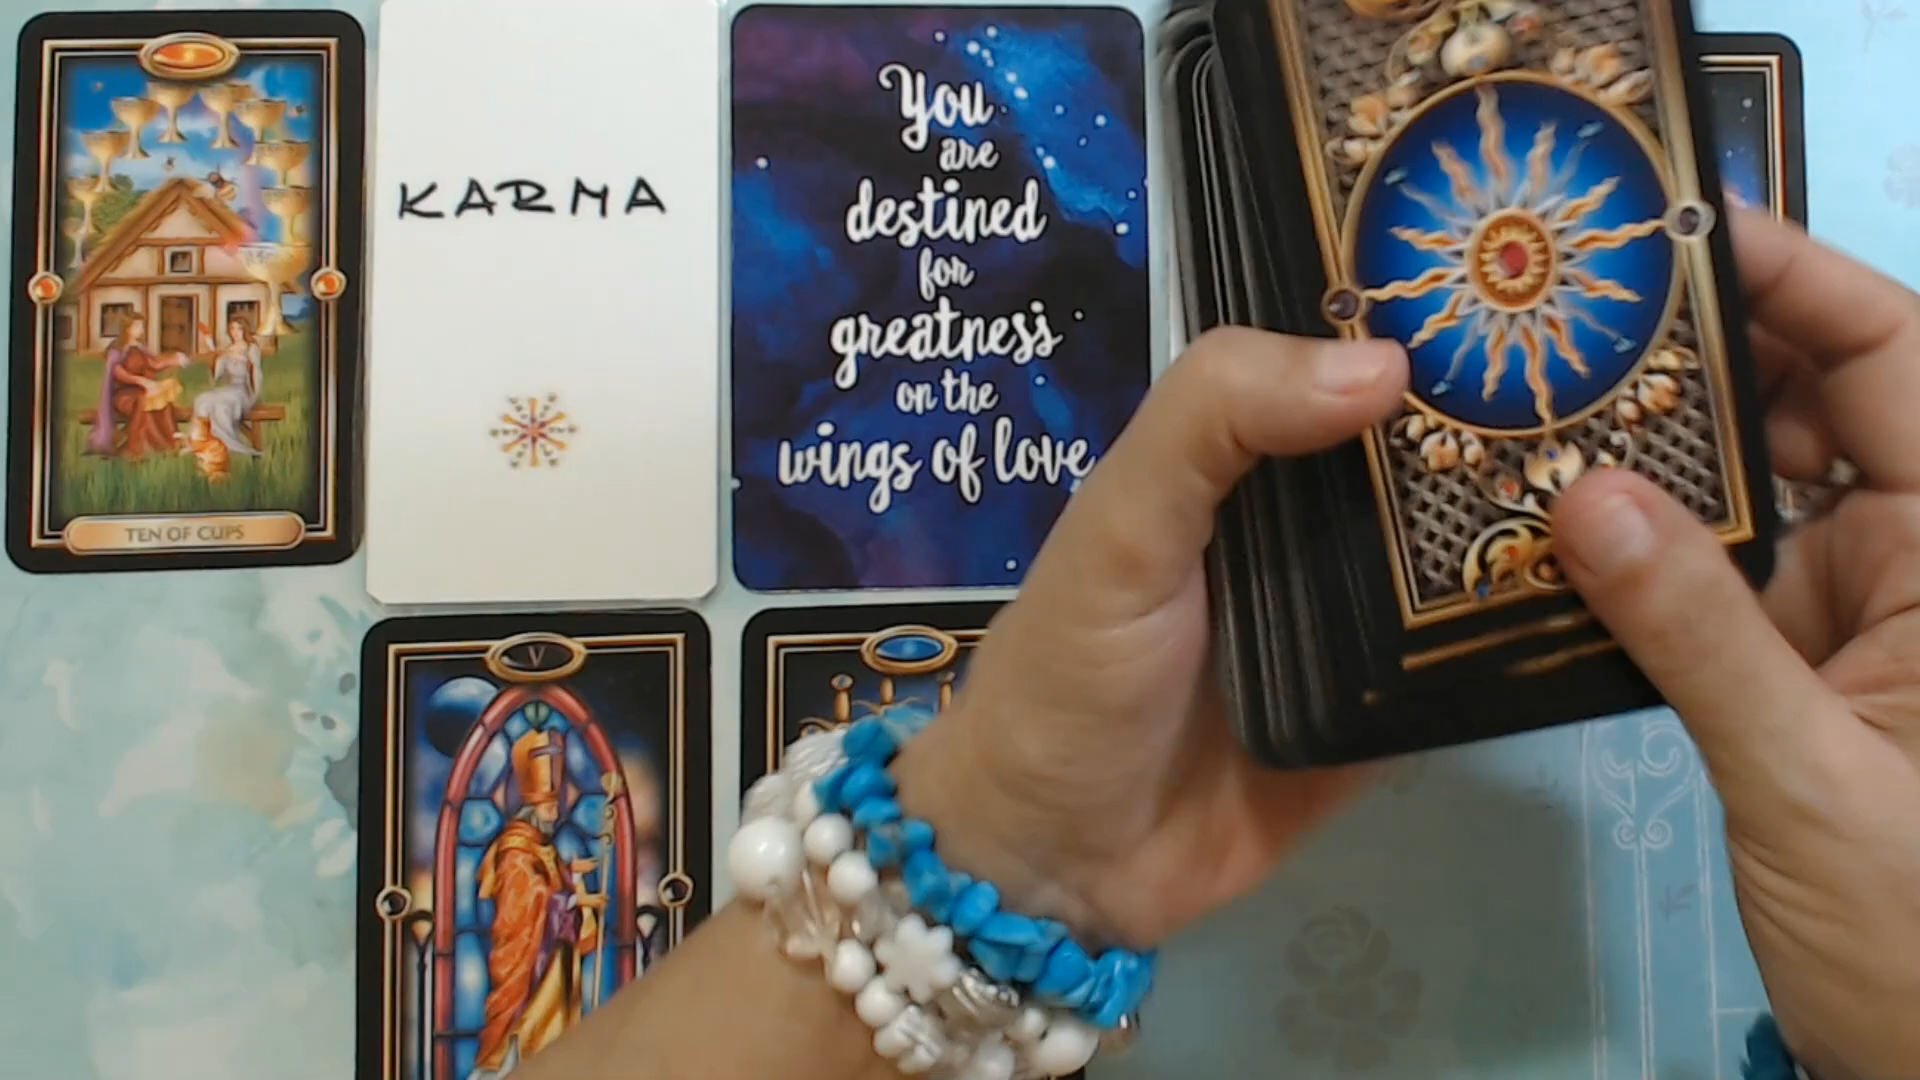 TEN OF CUPS
KARMA
You
are
destined
for
greatness
on the
wings of love
V